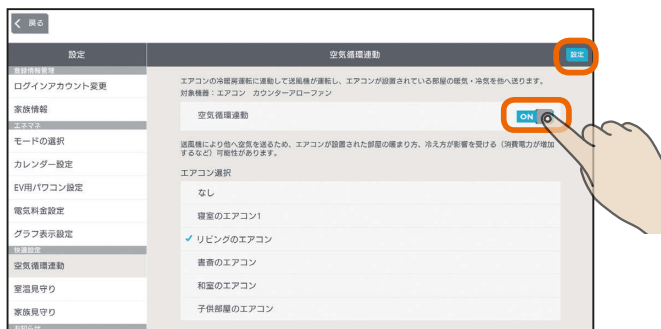 戻る
設定
空気循環連動
設定
登録情報管理
ログインアカウント変更
家族情報
エネマネ
モードの選択
カレンダー設定
EV用パワコン設定
電気料金設定
グラフ表示設定
快適設定
空気循環連動
室温見守り
家族見守り
お知らせ
エアコンの冷暖房運転に連動して送風機が運転し、エアコンが設置されている部屋の暖気・冷気を他へ送ります。
対象機器：エアコン カウンターアローファン
空気循環連動
ON
送風機により他へ空気を送るため、エアコンが設置された部屋の暖まり方、冷え方が影響を受ける（消費電力が増加
するなど）可能性があります。
エアコン選択
なし
寝室のエアコン1
リビングのエアコン
書斎のエアコン
和室のエアコン
子供部屋のエアコン